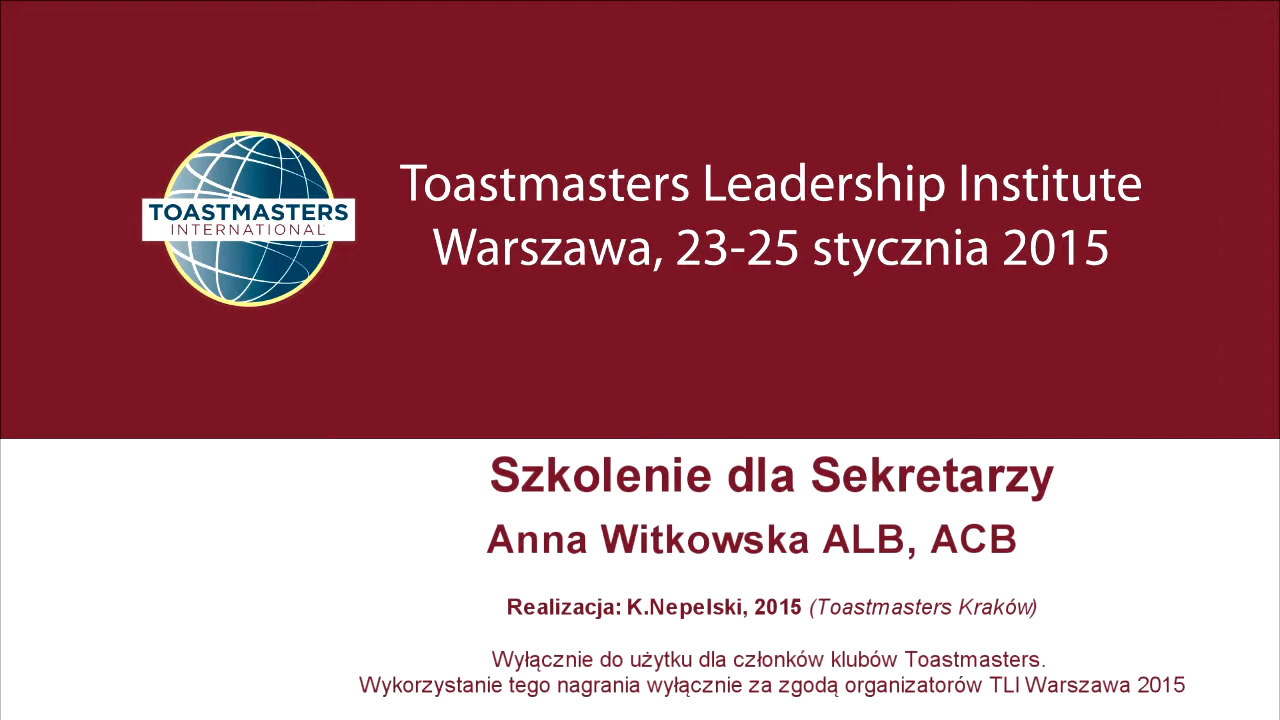 TOASTMASTERS
INTERNATIONAL
Toastmasters Leadership Institute
Warszawa, 23-25 stycznia 2015
Szkolenie dla Sekretarzy
Anna Witkowska ALB, ACB
Realizacja: K.Nepelski, 2015 (Toastmasters Kraków)
Wyłącznie do użytku dla członków klubów Toastmasters.
Wykorzystanie tego nagrania wyłącznie za zgodą organizatorów TLI Warszawa 2015